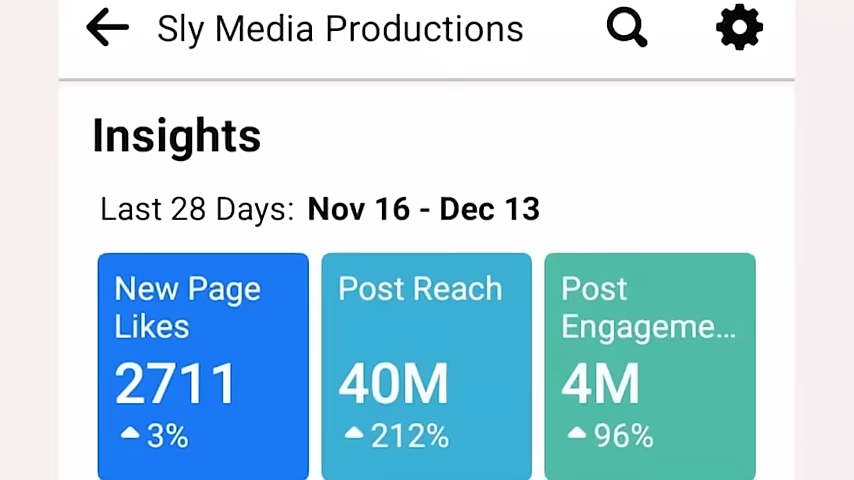 Sly Media Productions
Insights
Last 28 Days: Nov 16 - Dec 13
New Page
Likes
2711
3%
Post Reach
40M
212%
Post
Engageme...
4M
96%